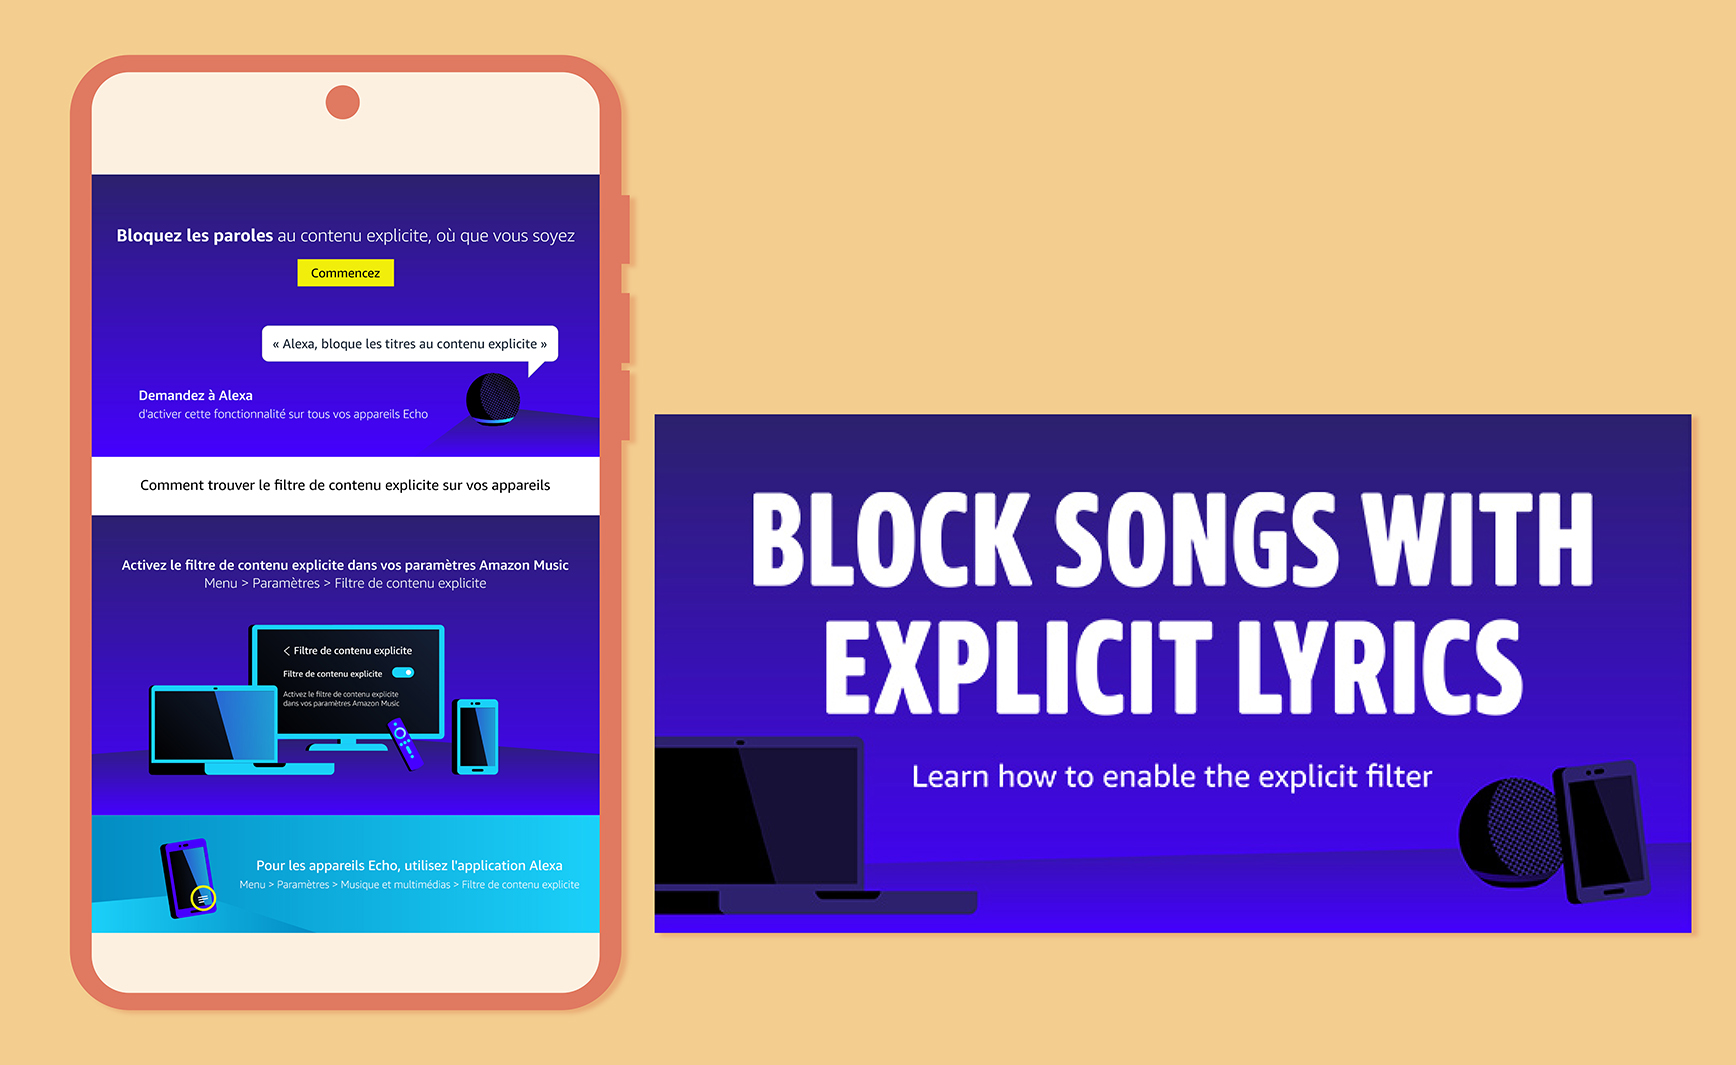 Bloquez les paroles au contenu explicite, où que vous soyez
Commencez
« Alexa, bloque les titres au contenu explicite »
Demandez à Alexa
d'activer cette fonctionnalité sur tous vos appareils Echo
Comment trouver le filtre de contenu explicite sur vos appareils
Activez le filtre de contenu explicite dans vos paramètres Amazon Music
Menu > Paramètres > Filtre de contenu explicite
< Filtre de contenu explicite
Filtre de contenu explicite
Activez le filtre de contenu explicite
dans vos paramètres Amazon Music
Pour les appareils Echo, utilisez l'application Alexa
Menu > Paramètres > Musique et multimédias > Filtre de contenu explicite
BLOCK SONGS WITH
EXPLICIT LYRICS
Learn how to enable the explicit filter